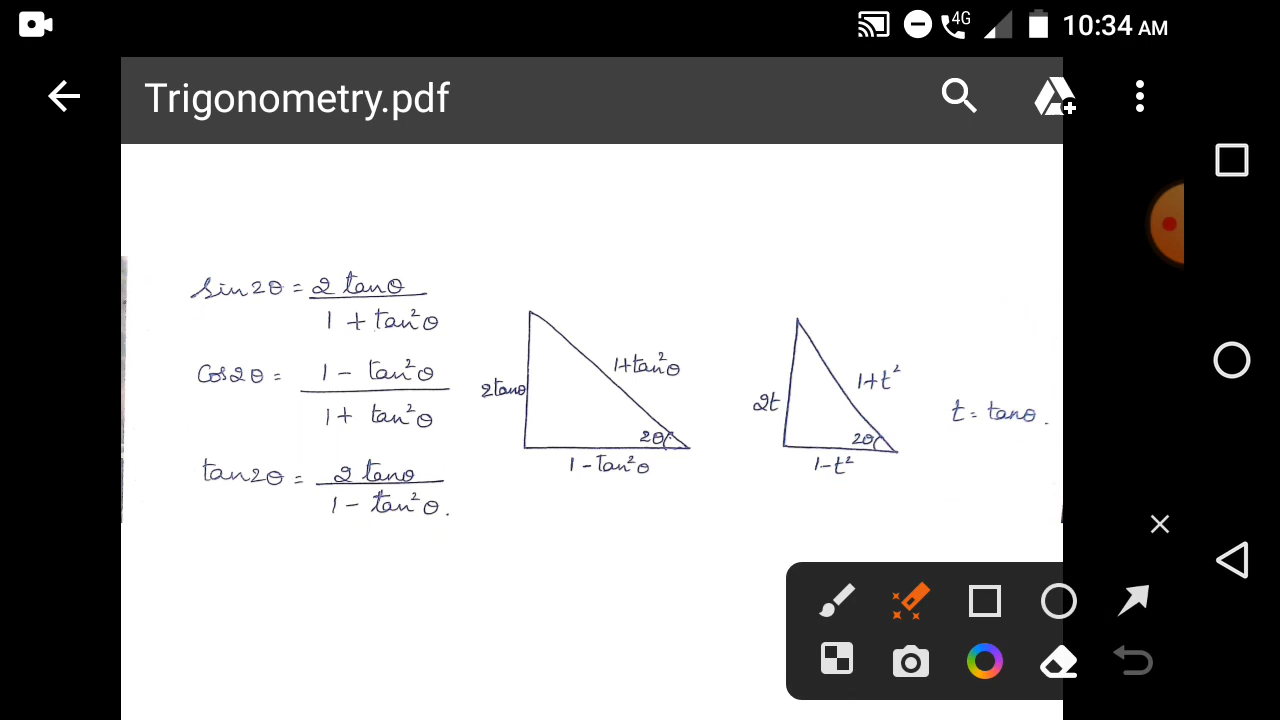 4G
10:34 AM
Trigonometry.pdf
sin2θ = 2 tanθ
1 + tan²θ
cos2θ = 1 - tan²θ
1 + tan²θ
tan2θ = 2 tanθ
1 - tan²θ.
2tanθ
1+tan²θ
2θ
1-tan²θ
2t
1+t²
2θ
1-t²
t = tanθ.